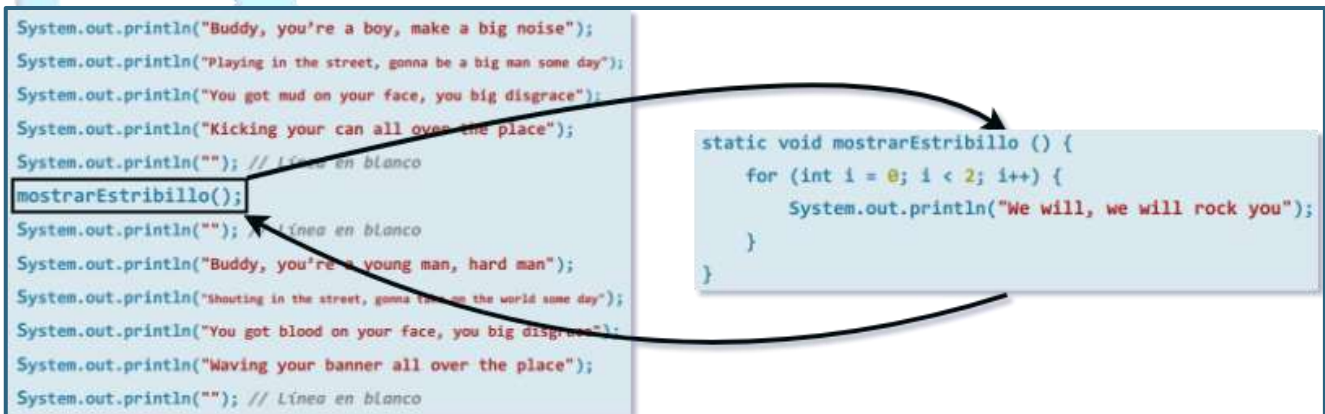 System.out.println("Buddy, you're a boy, make a big noise");
System.out.println("Playing in the street, gonna be a big man some day");
System.out.println("You got mud on your face, you big disgrace");
System.out.println("Kicking your can all over the place");
System.out.println(""); // Línea en blanco
mostrarEstribillo();
System.out.println(""); // Línea en blanco
System.out.println("Buddy, you're a young man, hard man");
System.out.println("Shouting in the street, gonna take on the world some day");
System.out.println("You got blood on your face, you big disgrace");
System.out.println("Waving your banner all over the place");
System.out.println(""); // Línea en blanco
static void mostrarEstribillo () {
for (int i = 0; i < 2; i++) {
System.out.println("We will, we will rock you");
}
}